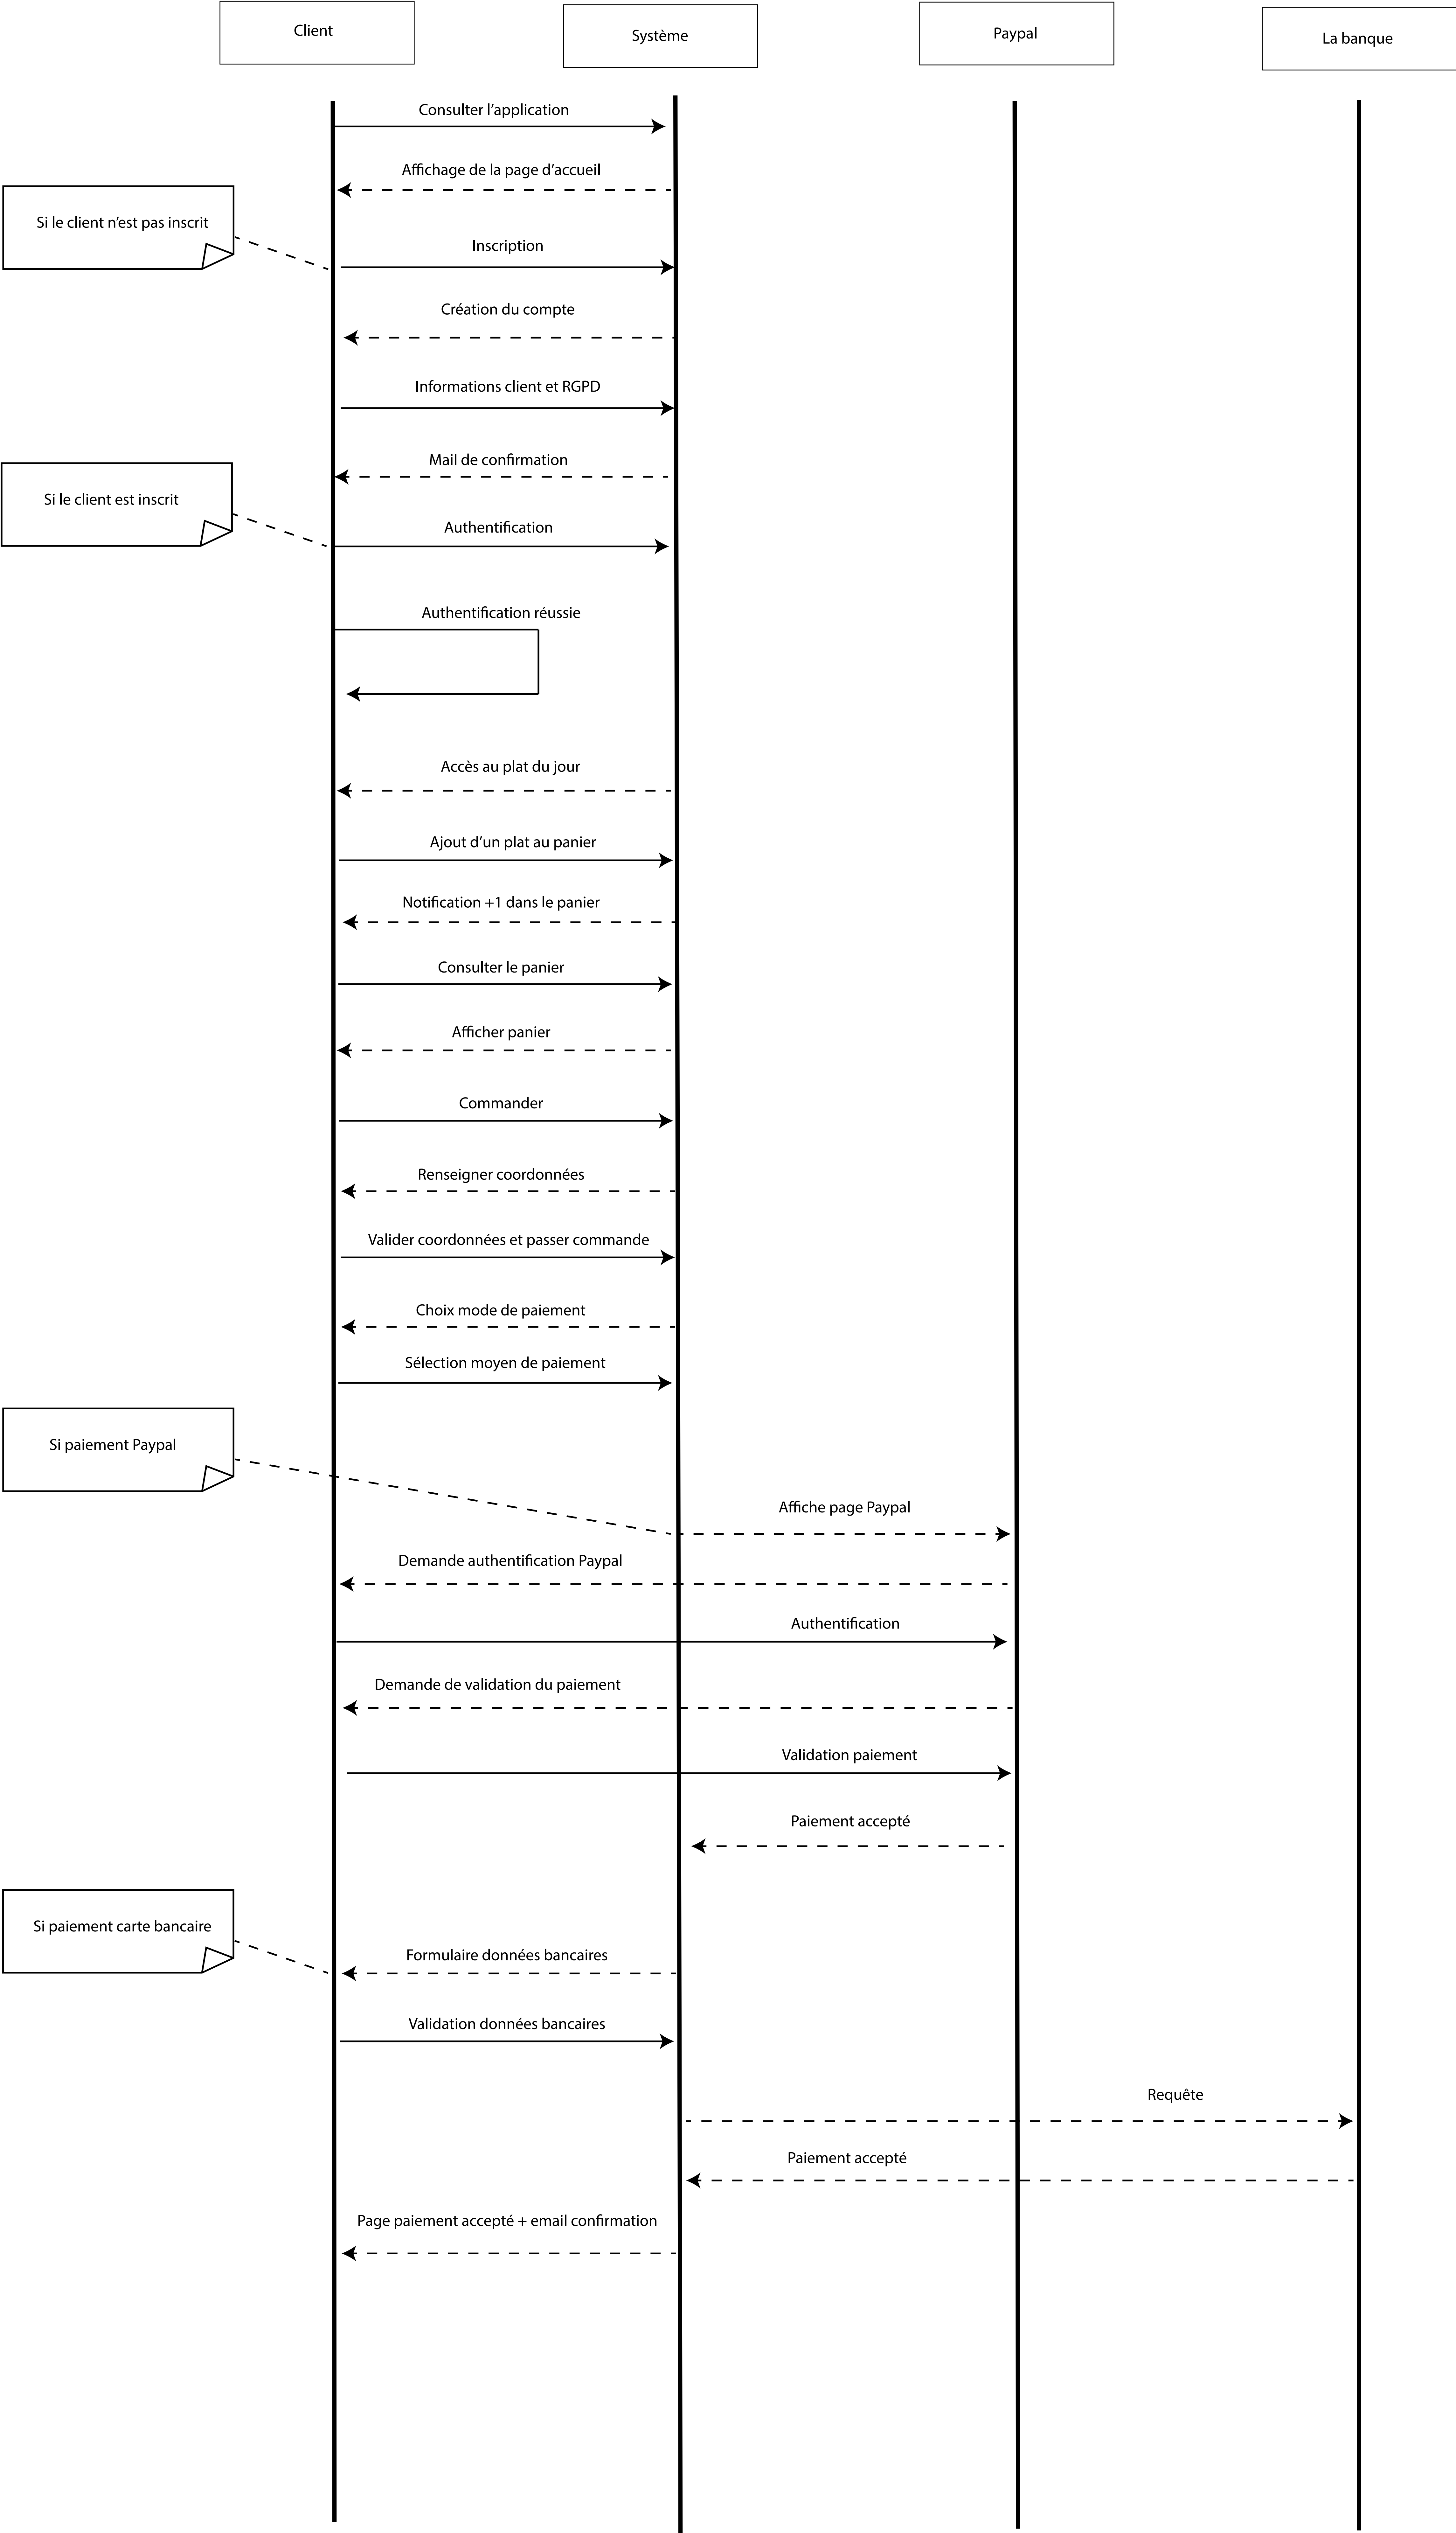 Client
Système
Paypal
La banque
Consulter l'application
Affichage de la page d'accueil
Si le client n'est pas inscrit
Inscription
Création du compte
Informations client et RGPD
Mail de confirmation
Si le client est inscrit
Authentification
Authentification réussie
Accès au plat du jour
Ajout d'un plat au panier
Notification +1 dans le panier
Consulter le panier
Afficher panier
Commander
Renseigner coordonnées
Valider coordonnées et passer commande
Choix mode de paiement
Sélection moyen de paiement
Si paiement Paypal
Affiche page Paypal
Demande authentification Paypal
Authentification
Demande de validation du paiement
Validation paiement
Paiement accepté
Si paiement carte bancaire
Formulaire données bancaires
Validation données bancaires
Requête
Paiement accepté
Page paiement accepté + email confirmation